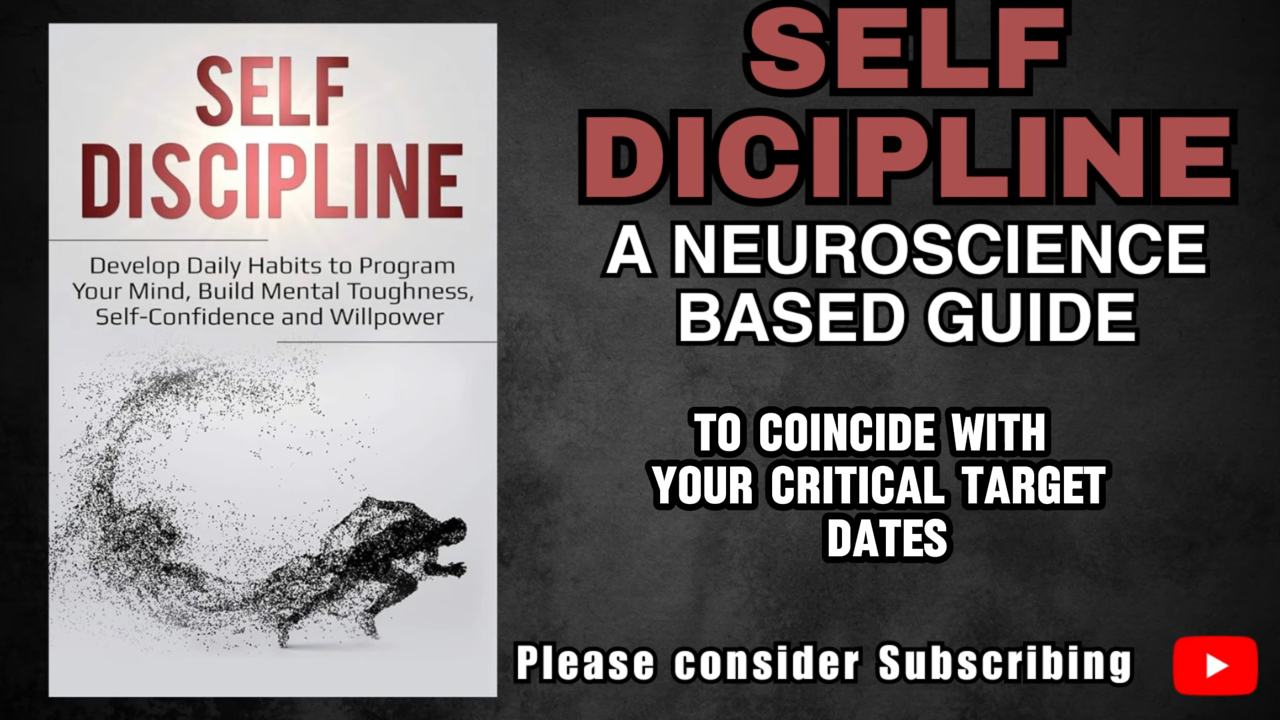 SELF
DISCIPLINE
Develop Daily Habits to Program
Your Mind, Build Mental Toughness,
Self-Confidence and Willpower
SELF
DICIPLINE
A NEUROSCIENCE
BASED GUIDE
TO COINCIDE WITH
YOUR CRITICAL TARGET
DATES
Please consider Subscribing